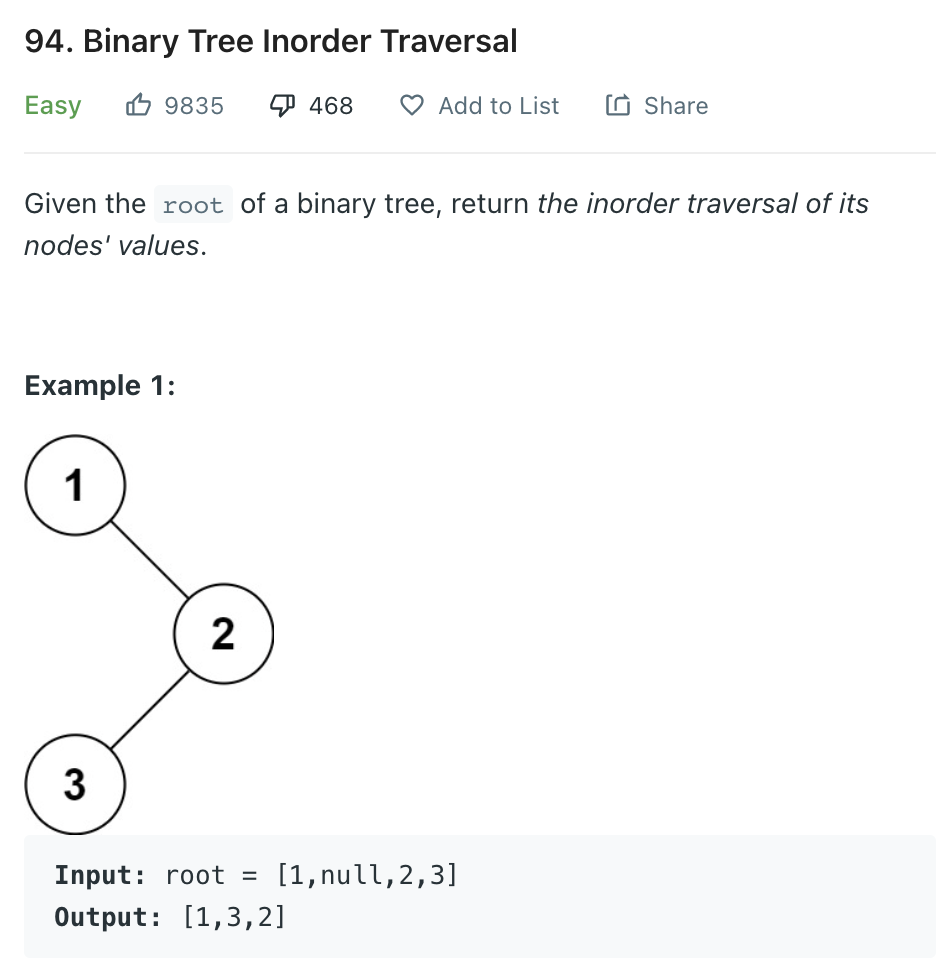 94. Binary Tree Inorder Traversal
Easy 9835 468 Add to List Share
Given the root of a binary tree, return the inorder traversal of its
nodes' values.
Example 1:
1
2
3
Input: root = [1,null,2,3]
Output: [1,3,2]